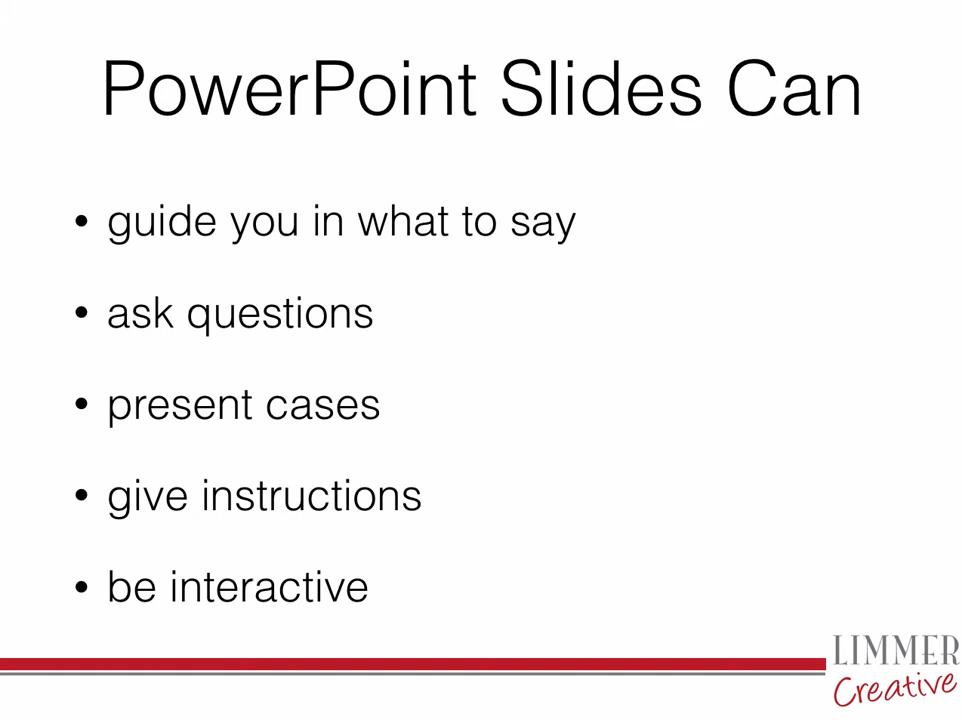 PowerPoint Slides Can
• guide you in what to say
• ask questions
• present cases
• give instructions
• be interactive
LIMMER
Creative